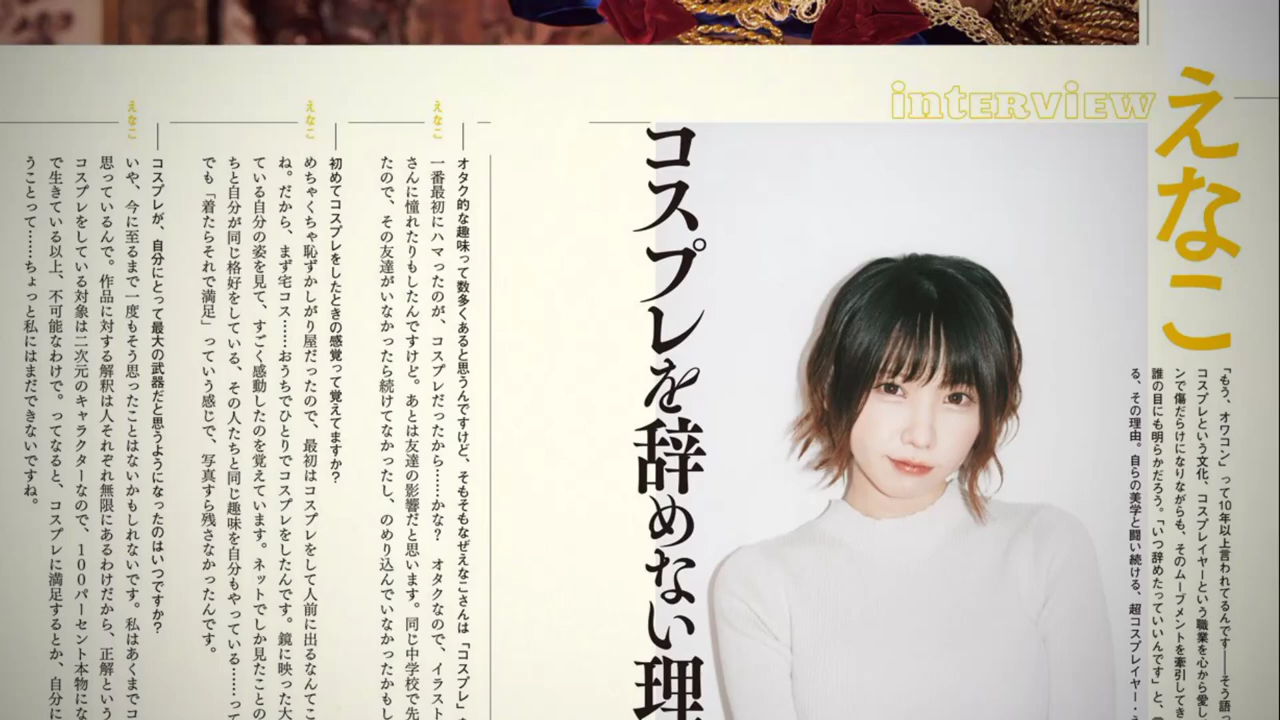 interview
えなこ
「もう、オワコン」って10年以上言われてるんです――そう語っ
コスプレという文化、コスプレイヤーという職業を心から愛し
ンで傷だらけになりながらも、そのムーブメントを牽引してき
誰の目にも明らかだろう。「いつ辞めたっていいんです」と、
る、その理由。自らの美学と闘い続ける、超コスプレイヤー・
コスプレを辞めない理
オタク的な趣味って数多くあると思うんですけど、そもそもなぜえなこさんは「コスプレ」
えなこ
一番最初にハマったのが、コスプレだったから……かな？　オタクなので、イラスト
さんに憧れたりもしたんですけど。あとは友達の影響だと思います。同じ中学校で先
たので、その友達がいなかったら続けてなかったし、のめり込んでいなかったかもし
初めてコスプレをしたときの感覚って覚えてますか？
えなこ
めちゃくちゃ恥ずかしがり屋だったので、最初はコスプレをして人前に出るなんてこ
ね。だから、まず宅コス……おうちでひとりでコスプレをしたんです。鏡に映った大
ている自分の姿を見て、すごく感動したのを覚えています。ネットでしか見たことの
ちと自分が同じ格好をしている、その人たちと同じ趣味を自分もやっている……って
でも「着たらそれで満足」っていう感じで、写真すら残さなかったんです。
コスプレが、自分にとって最大の武器だと思うようになったのはいつですか？
えなこ
いや、今に至るまで一度もそう思ったことはないかもしれないです。私はあくまでコ
思っているんで。作品に対する解釈は人それぞれ無限にあるわけだから、正解という
コスプレをしている対象は二次元のキャラクターなので、100パーセント本物にな
で生きている以上、不可能なわけで。ってなると、コスプレに満足するとか、自分に
うことって……ちょっと私にはまだできないですね。